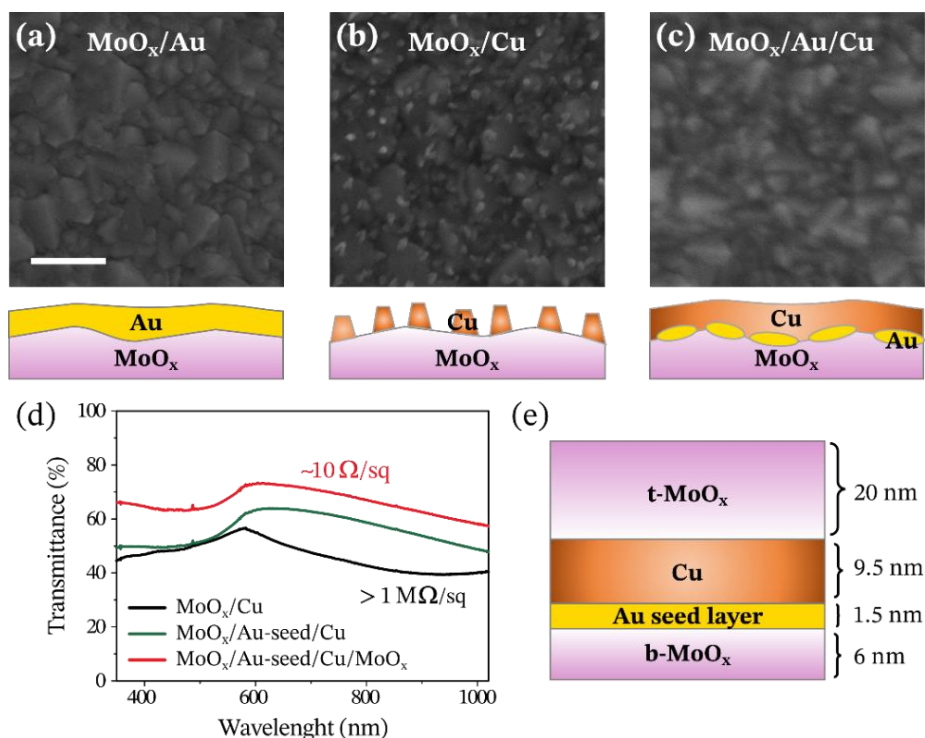 (a) MoOₓ/Au
(b) MoOₓ/Cu
(c) MoOₓ/Au/Cu
Au
MoOₓ
Cu
MoOₓ
Cu
Au
MoOₓ
(d)
100
80
60
40
20
0
Transmittance (%)
~10 Ω/sq
> 1 MΩ/sq
MoOₓ/Cu
MoOₓ/Au-seed/Cu
MoOₓ/Au-seed/Cu/MoOₓ
400 600 800 1000
Wavelenght (nm)
(e)
t-MoOₓ 20 nm
Cu 9.5 nm
Au seed layer 1.5 nm
b-MoOₓ 6 nm